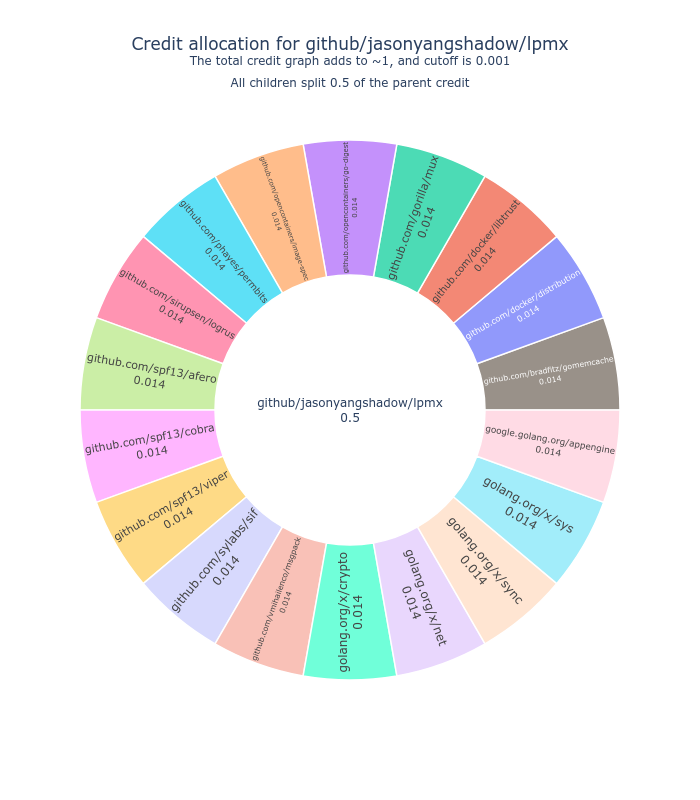 Credit allocation for github/jasonyangshadow/lpmx
The total credit graph adds to ~1, and cutoff is 0.001
All children split 0.5 of the parent credit
github/jasonyangshadow/lpmx
0.5
github.com/bradfitz/gomemcache
0.014
github.com/docker/distribution
0.014
github.com/docker/libtrust
0.014
github.com/gorilla/mux
0.014
github.com/opencontainers/go-digest
0.014
github.com/opencontainers/image-spec
0.014
github.com/phayes/permbits
0.014
github.com/sirupsen/logrus
0.014
github.com/spf13/afero
0.014
github.com/spf13/cobra
0.014
github.com/spf13/viper
0.014
github.com/sylabs/sif
0.014
github.com/vmihailenco/msgpack
0.014
golang.org/x/crypto
0.014
golang.org/x/net
0.014
golang.org/x/sync
0.014
golang.org/x/sys
0.014
google.golang.org/appengine
0.014